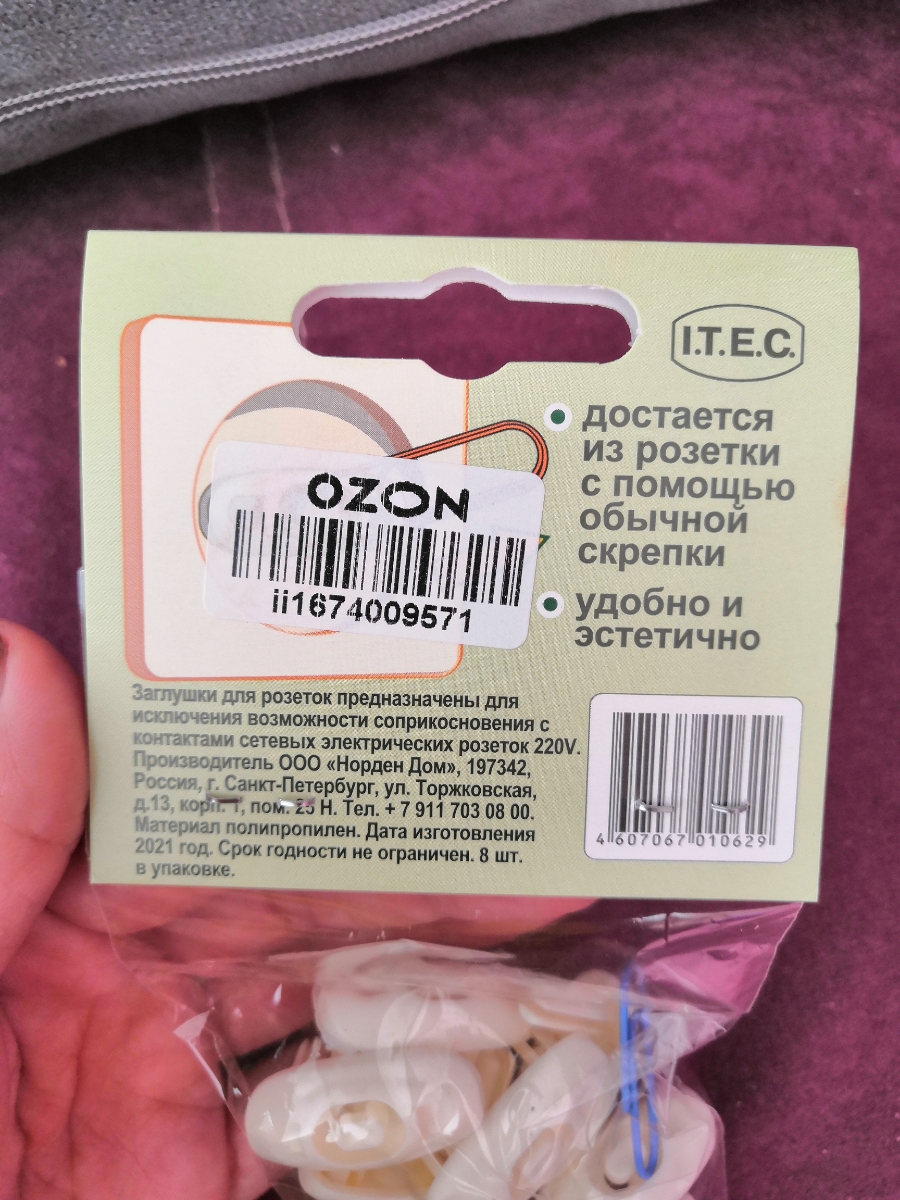 I.T.E.C.
достается
из розетки
с помощью
обычной
скрепки
удобно и
эстетично
OZON
ii1674009571
Заглушки для розеток предназначены для
исключения возможности соприкосновения с
контактами сетевых электрических розеток 220V.
Производитель ООО «Норден Дом», 197342,
Россия, г. Санкт-Петербург, ул. Торжковская,
д.13, пом. 25 Н. Тел. + 7 911 703 08 00.
Материал полипропилен. Дата изготовления
2021 год. Срок годности не ограничен. 8 шт.
в упаковке.
4 607067 010629